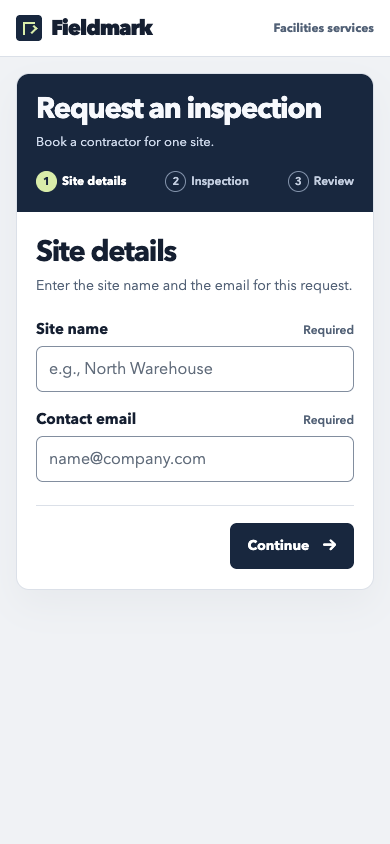 Fieldmark
Facilities services
Request an inspection
Book a contractor for one site.
1 Site details 2 Inspection 3 Review
Site details
Enter the site name and the email for this request.
Site name Required
e.g., North Warehouse
Contact email Required
name@company.com
Continue →